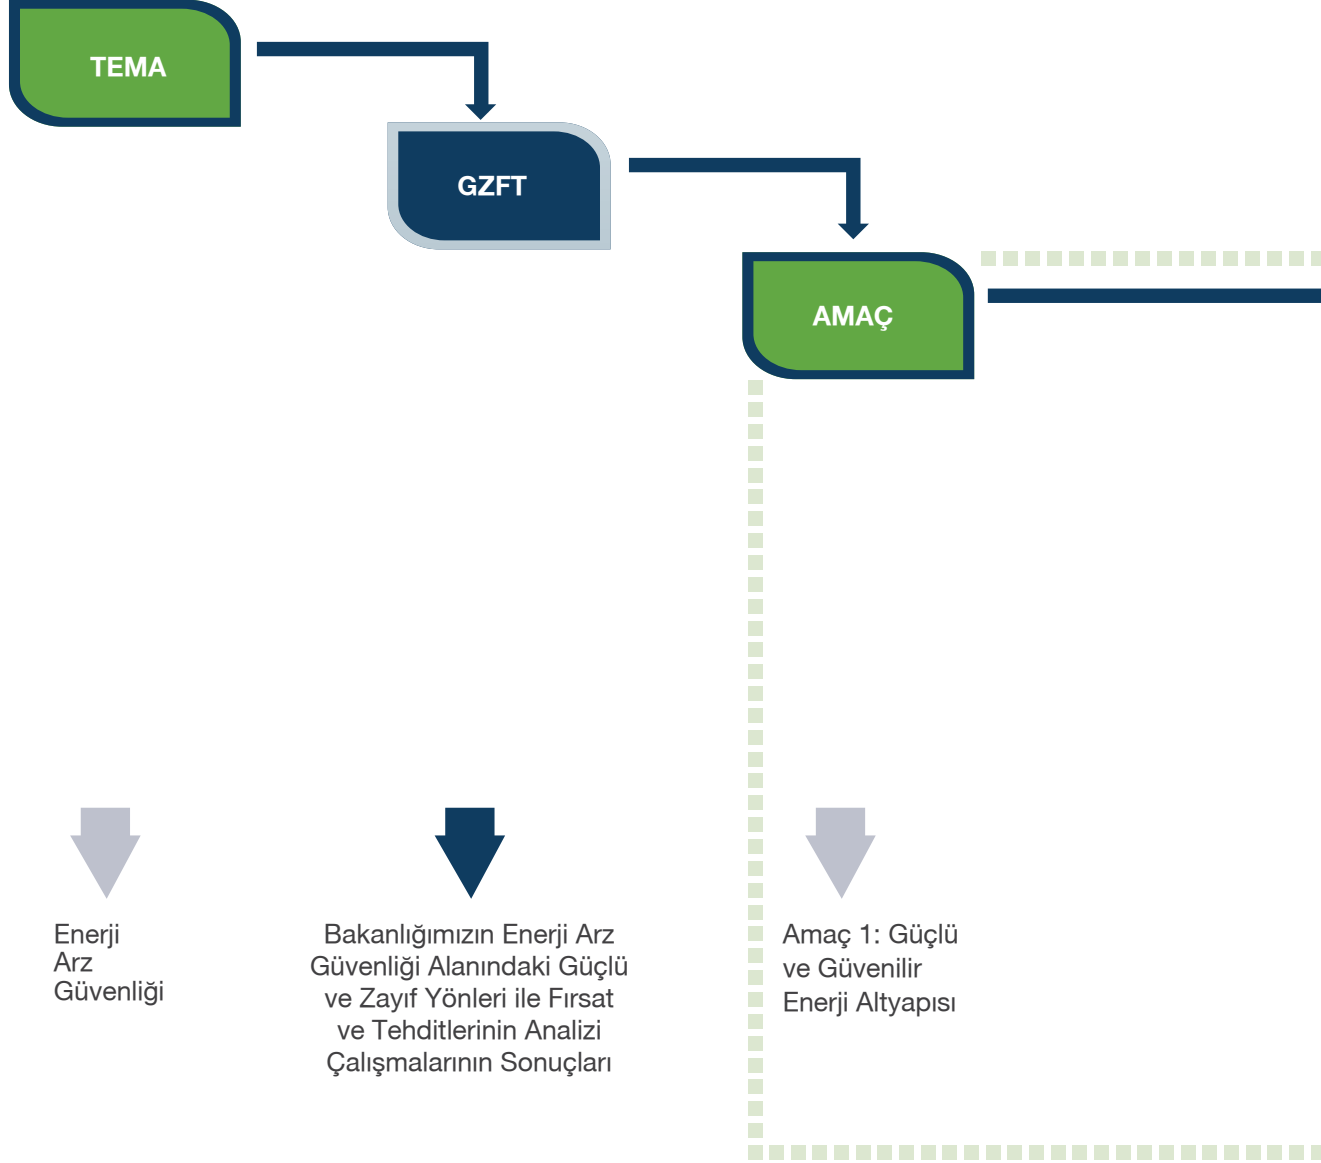 TEMA
GZFT
AMAÇ
Enerji
Arz
Güvenliği
Bakanlığımızın Enerji Arz
Güvenliği Alanındaki Güçlü
ve Zayıf Yönleri ile Fırsat
ve Tehditlerinin Analizi
Çalışmalarının Sonuçları
Amaç 1: Güçlü
ve Güvenilir
Enerji Altyapısı